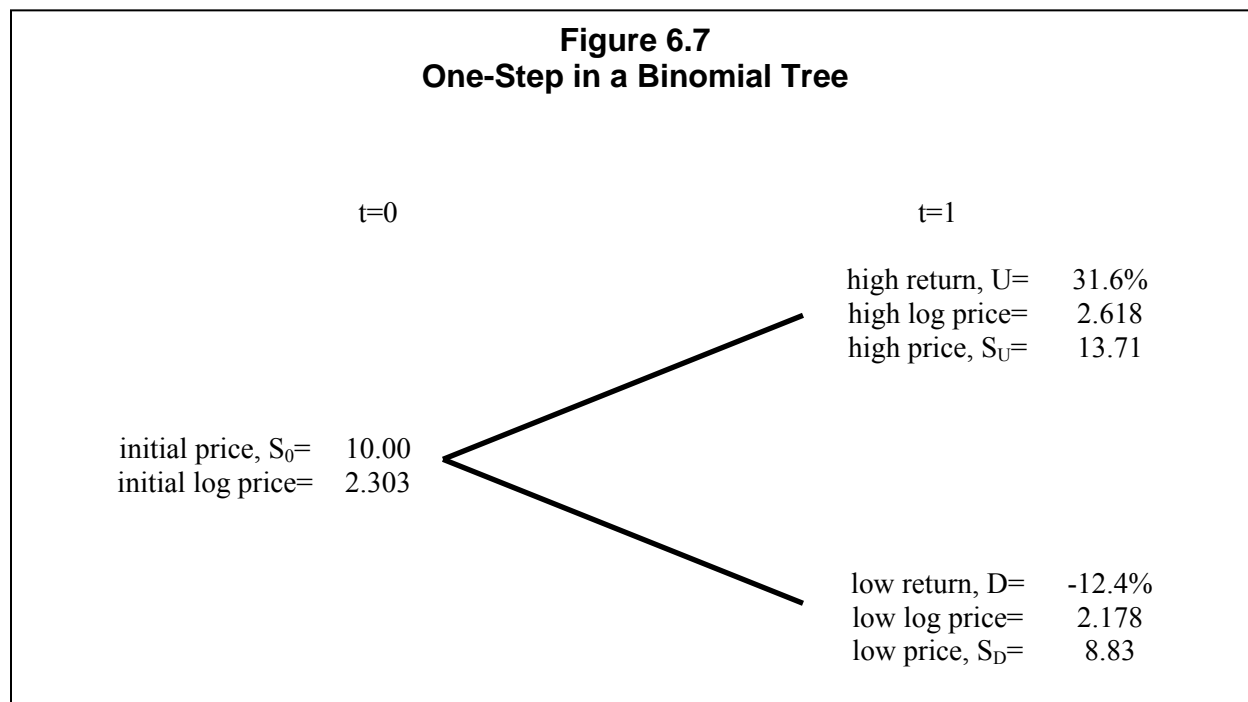 Figure 6.7
One-Step in a Binomial Tree
t=0 t=1
high return, U= 31.6%
high log price= 2.618
high price, S_U= 13.71
initial price, S₀= 10.00
initial log price= 2.303
low return, D= -12.4%
low log price= 2.178
low price, S_D= 8.83